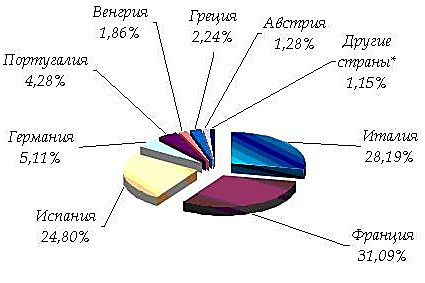 Венгрия
1,86%
Греция
2,24%
Австрия
1,28%
Другие
страны*
1,15%
Португалия
4,28%
Германия
5,11%
Италия
28,19%
Испания
24,80%
Франция
31,09%